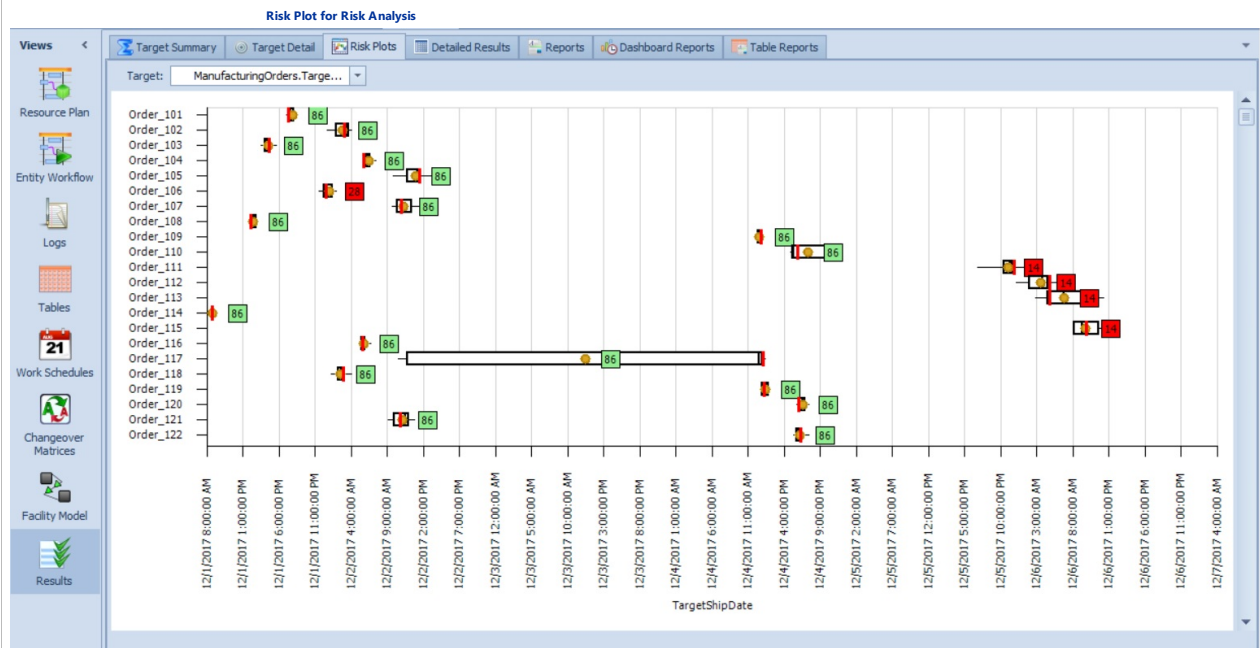 Risk Plot for Risk Analysis
Views <
Target Summary Target Detail Risk Plots Detailed Results Reports Dashboard Reports Table Reports
Target: ManufacturingOrders.Targe...
Resource Plan
Entity Workflow
Logs
Tables
21
Work Schedules
Changeover
Matrices
Facility Model
Results
Order_101 86
Order_102 86
Order_103 86
Order_104 86
Order_105 86
Order_106 28
Order_107 86
Order_108 86
Order_109 86
Order_110 86
Order_111 14
Order_112 14
Order_113 14
Order_114 86
Order_115 14
Order_116 86
Order_117 86
Order_118 86
Order_119 86
Order_120 86
Order_121 86
Order_122 86
12/1/2017 8:00:00 AM
12/1/2017 1:00:00 PM
12/1/2017 6:00:00 PM
12/1/2017 11:00:00 PM
12/2/2017 4:00:00 AM
12/2/2017 9:00:00 AM
12/2/2017 2:00:00 PM
12/2/2017 7:00:00 PM
12/3/2017 12:00:00 AM
12/3/2017 5:00:00 AM
12/3/2017 10:00:00 AM
12/3/2017 3:00:00 PM
12/3/2017 8:00:00 PM
12/4/2017 1:00:00 AM
12/4/2017 6:00:00 AM
12/4/2017 11:00:00 AM
12/4/2017 4:00:00 PM
12/4/2017 9:00:00 PM
12/5/2017 2:00:00 AM
12/5/2017 7:00:00 AM
12/5/2017 12:00:00 PM
12/5/2017 5:00:00 PM
12/5/2017 10:00:00 PM
12/6/2017 3:00:00 AM
12/6/2017 8:00:00 AM
12/6/2017 1:00:00 PM
12/6/2017 6:00:00 PM
12/6/2017 11:00:00 PM
12/7/2017 4:00:00 AM
TargetShipDate